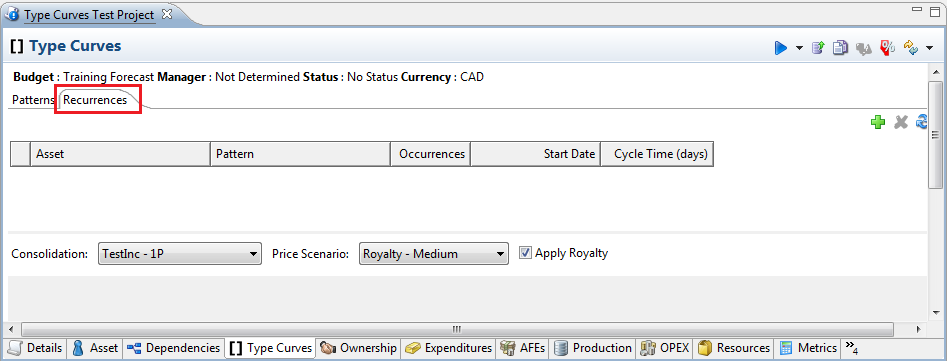 Type Curves Test Project
[] Type Curves
Budget : Training Forecast Manager : Not Determined Status : No Status Currency : CAD
Patterns Recurrences
Asset Pattern Occurrences Start Date Cycle Time (days)
Consolidation: TestInc - 1P Price Scenario: Royalty - Medium Apply Royalty
Details Asset Dependencies [] Type Curves Ownership Expenditures AFEs Production OPEX Resources Metrics »4